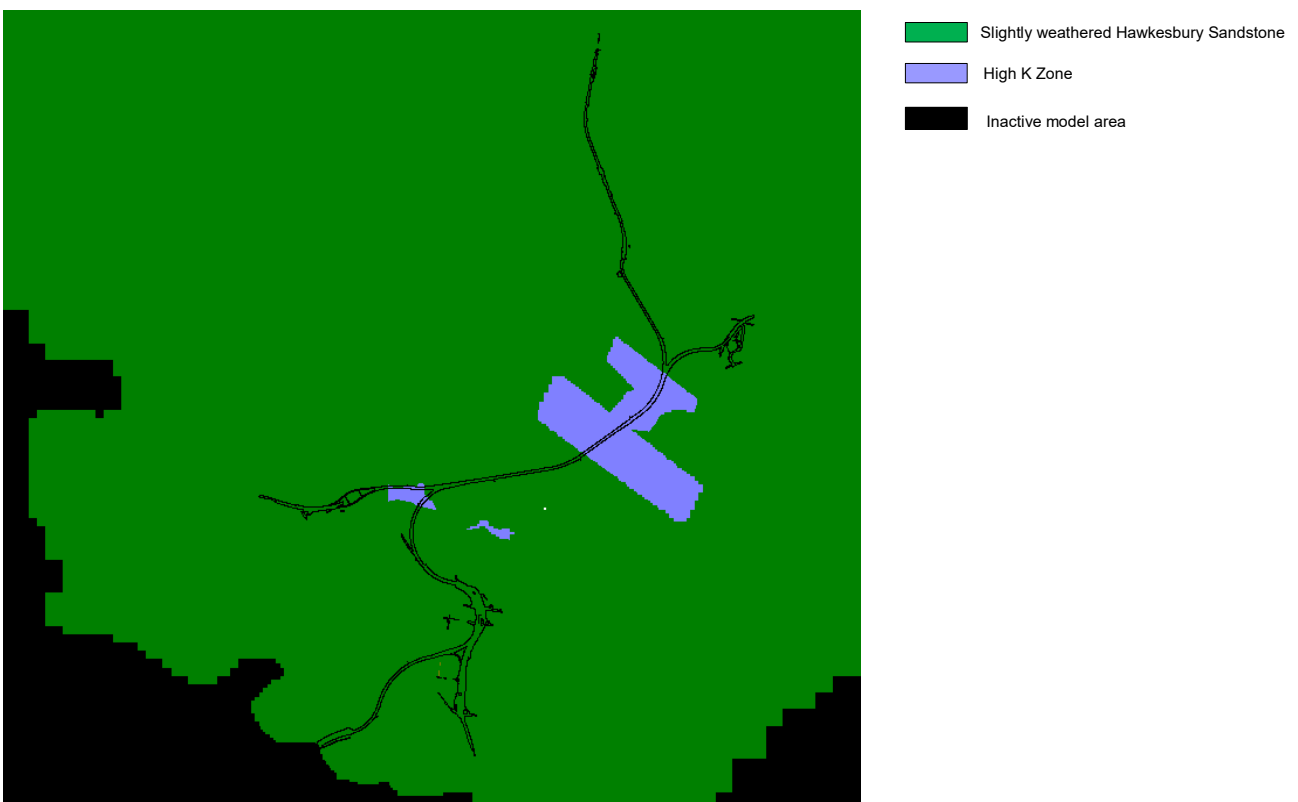 Slightly weathered Hawkesbury Sandstone
High K Zone
Inactive model area